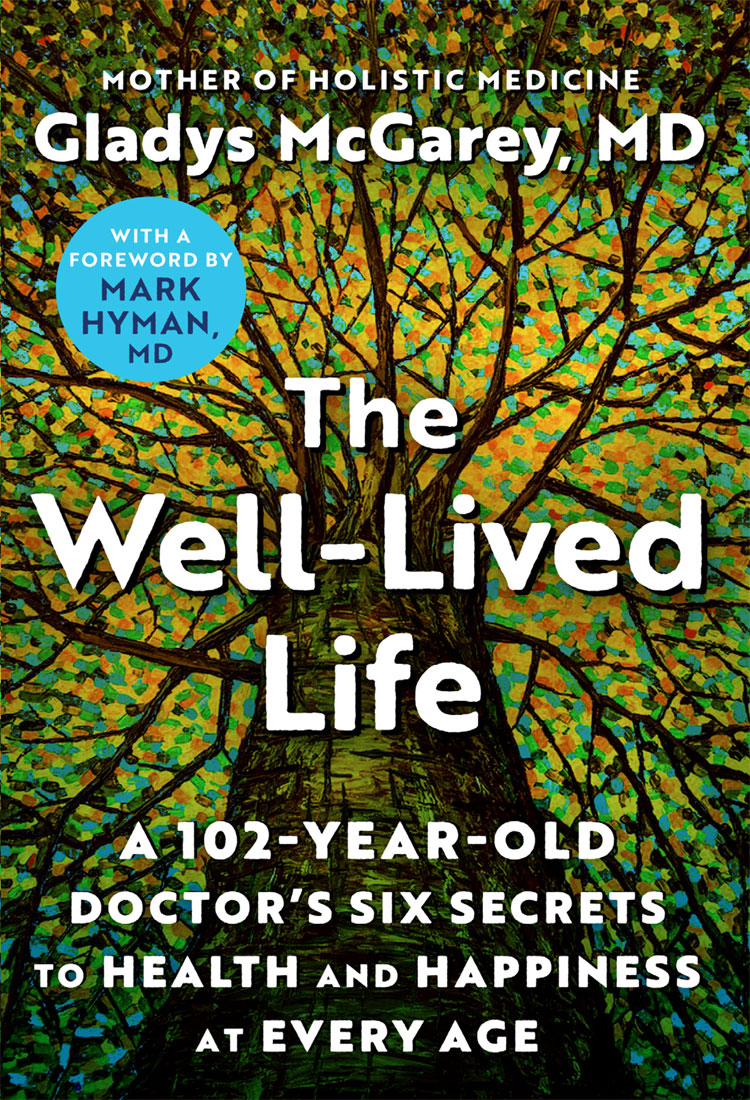 MOTHER OF HOLISTIC MEDICINE
Gladys McGarey, MD
WITH A
FOREWORD BY
MARK
HYMAN,
MD
The
Well-Lived
Life
A 102-YEAR-OLD
DOCTOR'S SIX SECRETS
TO HEALTH AND HAPPINESS
AT EVERY AGE